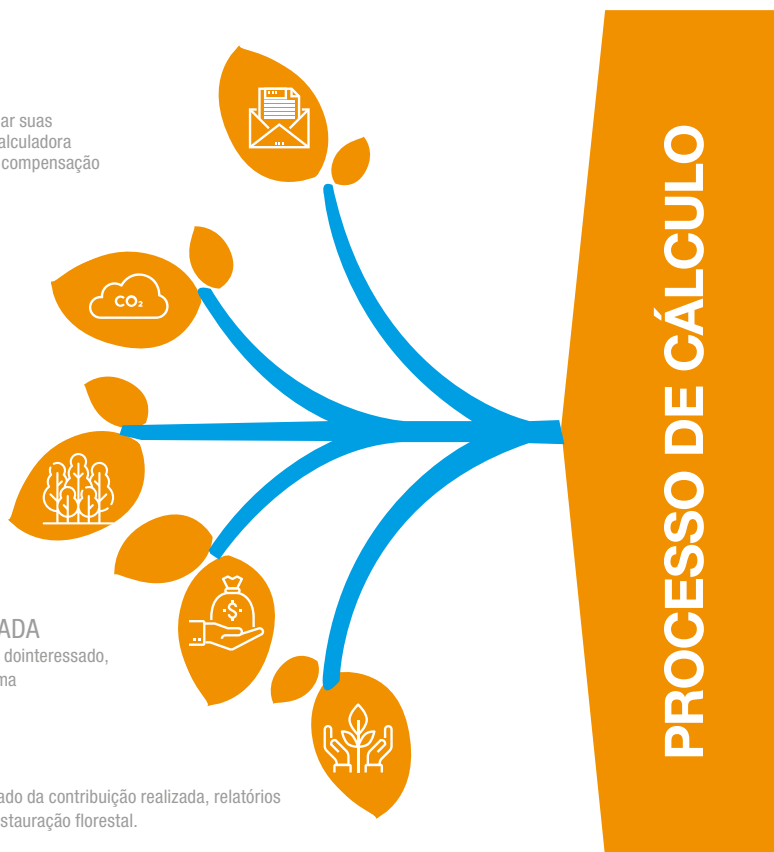 ar suas
alculadora
compensação
CO₂
ADA
dointeressado,
ma
$
ado da contribuição realizada, relatórios
stauração florestal.
PROCESSO DE CÁLCULO